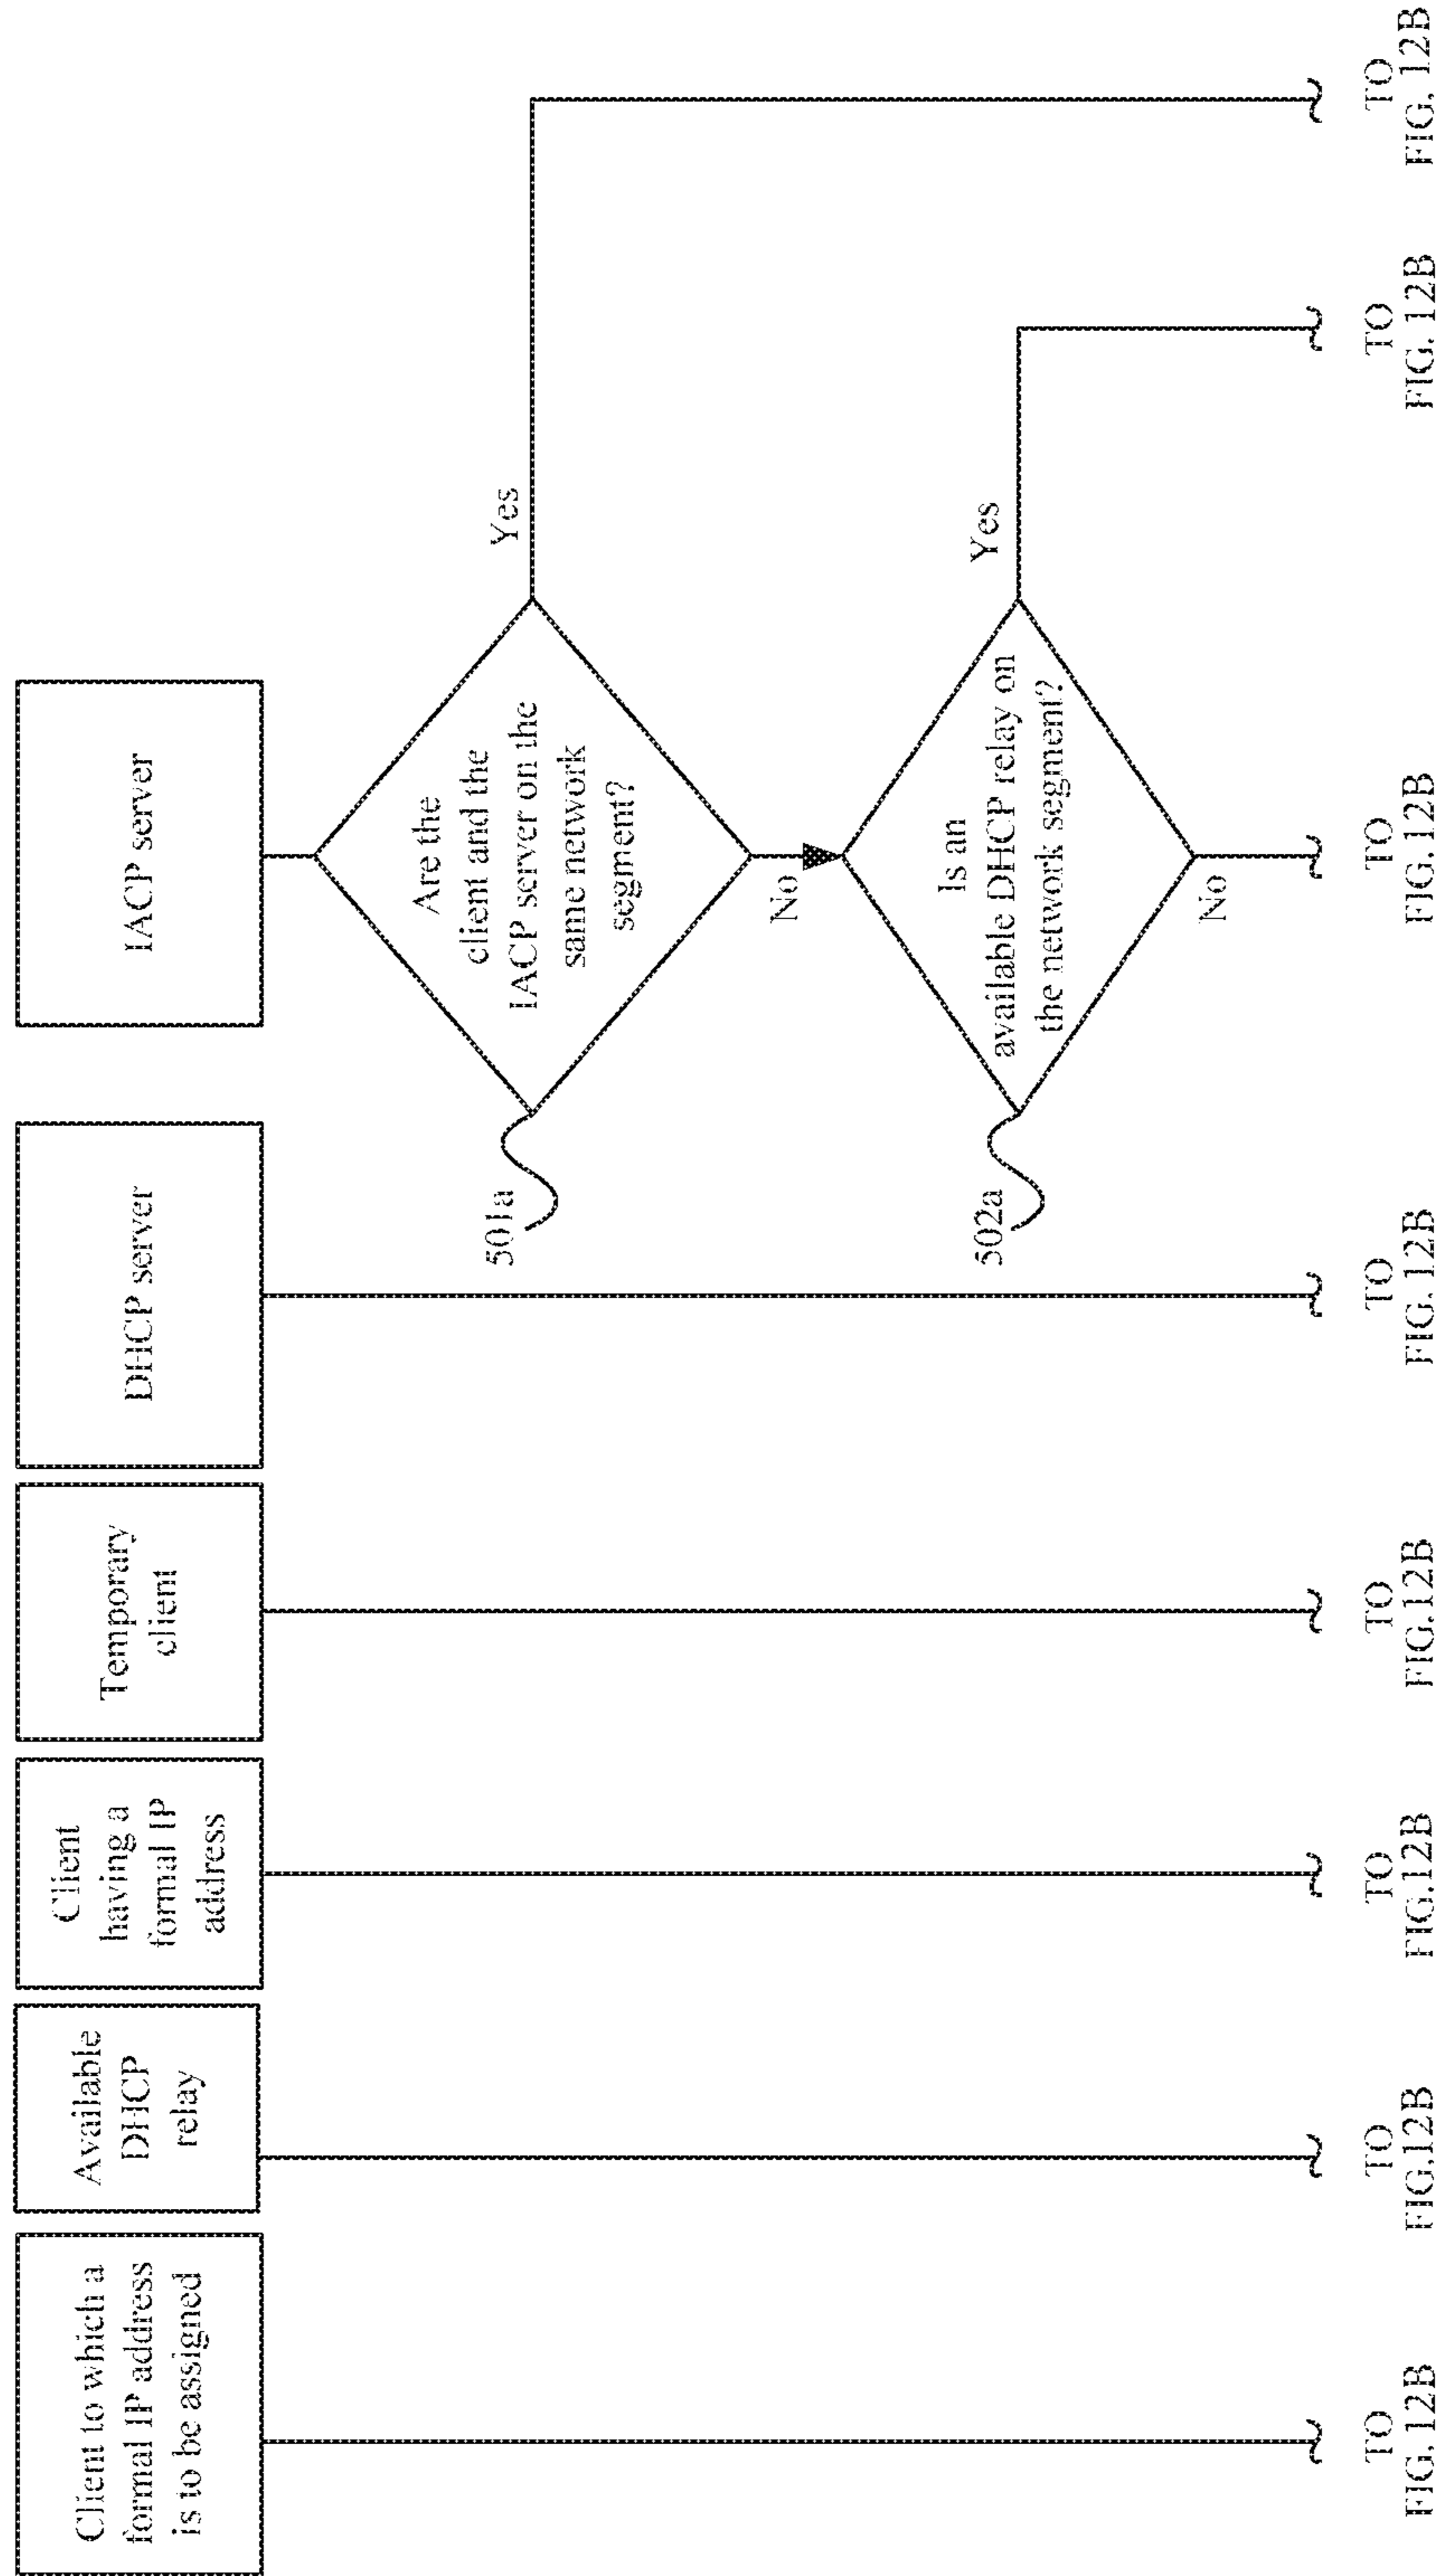 Client to which a
formal IP address
is to be assigned
Available
DHCP
relay
Client
having a
formal IP
address
Temporary
client
DHCP server
IACP server
501a
Are the
client and the
IACP server on the
same network
segment?
Yes
No
502a
Is an
available DHCP relay on
the network segment?
Yes
No
TO
FIG. 12B
TO
FIG.12B
TO
FIG.12B
TO
FIG.12B
TO
FIG. 12B
TO
FIG.12B
TO
FIG. 12B
TO
FIG. 12B